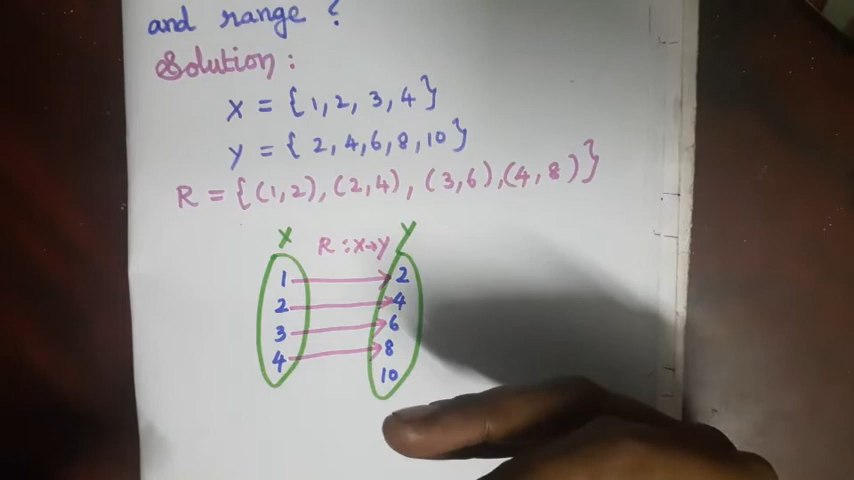 and range ?
Solution :
X = {1, 2, 3, 4}
Y = {2, 4, 6, 8, 10}
R = {(1,2), (2,4), (3,6), (4,8)}
X R : X→Y Y
1 2
2 4
3 6
4 8
10